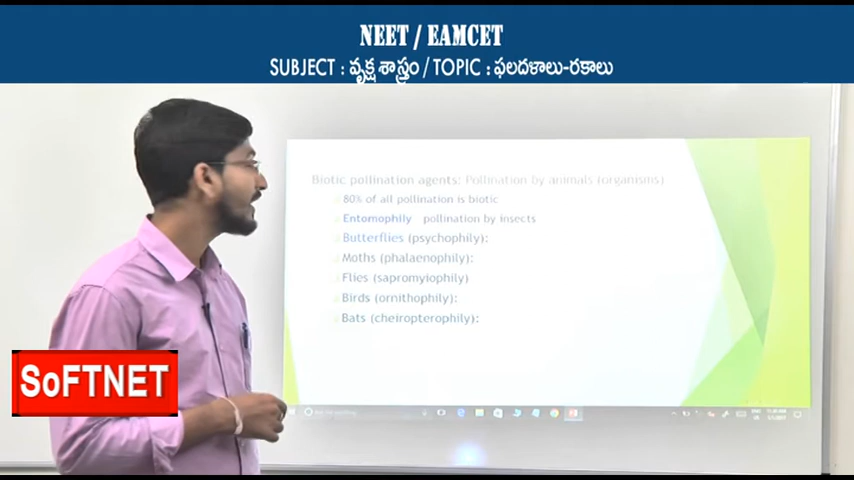 NEET / EAMCET
SUBJECT : వృక్ష శాస్త్రం / TOPIC : ఫలదళాలు-రకాలు
Biotic pollination agents: Pollination by animals (organisms)
80% of all pollination is biotic
Entomophily pollination by insects
Butterflies (psychophily):
Moths (phalaenophily):
Flies (sapromyiophily)
Birds (ornithophily):
Bats (cheiropterophily):
SoFTNET